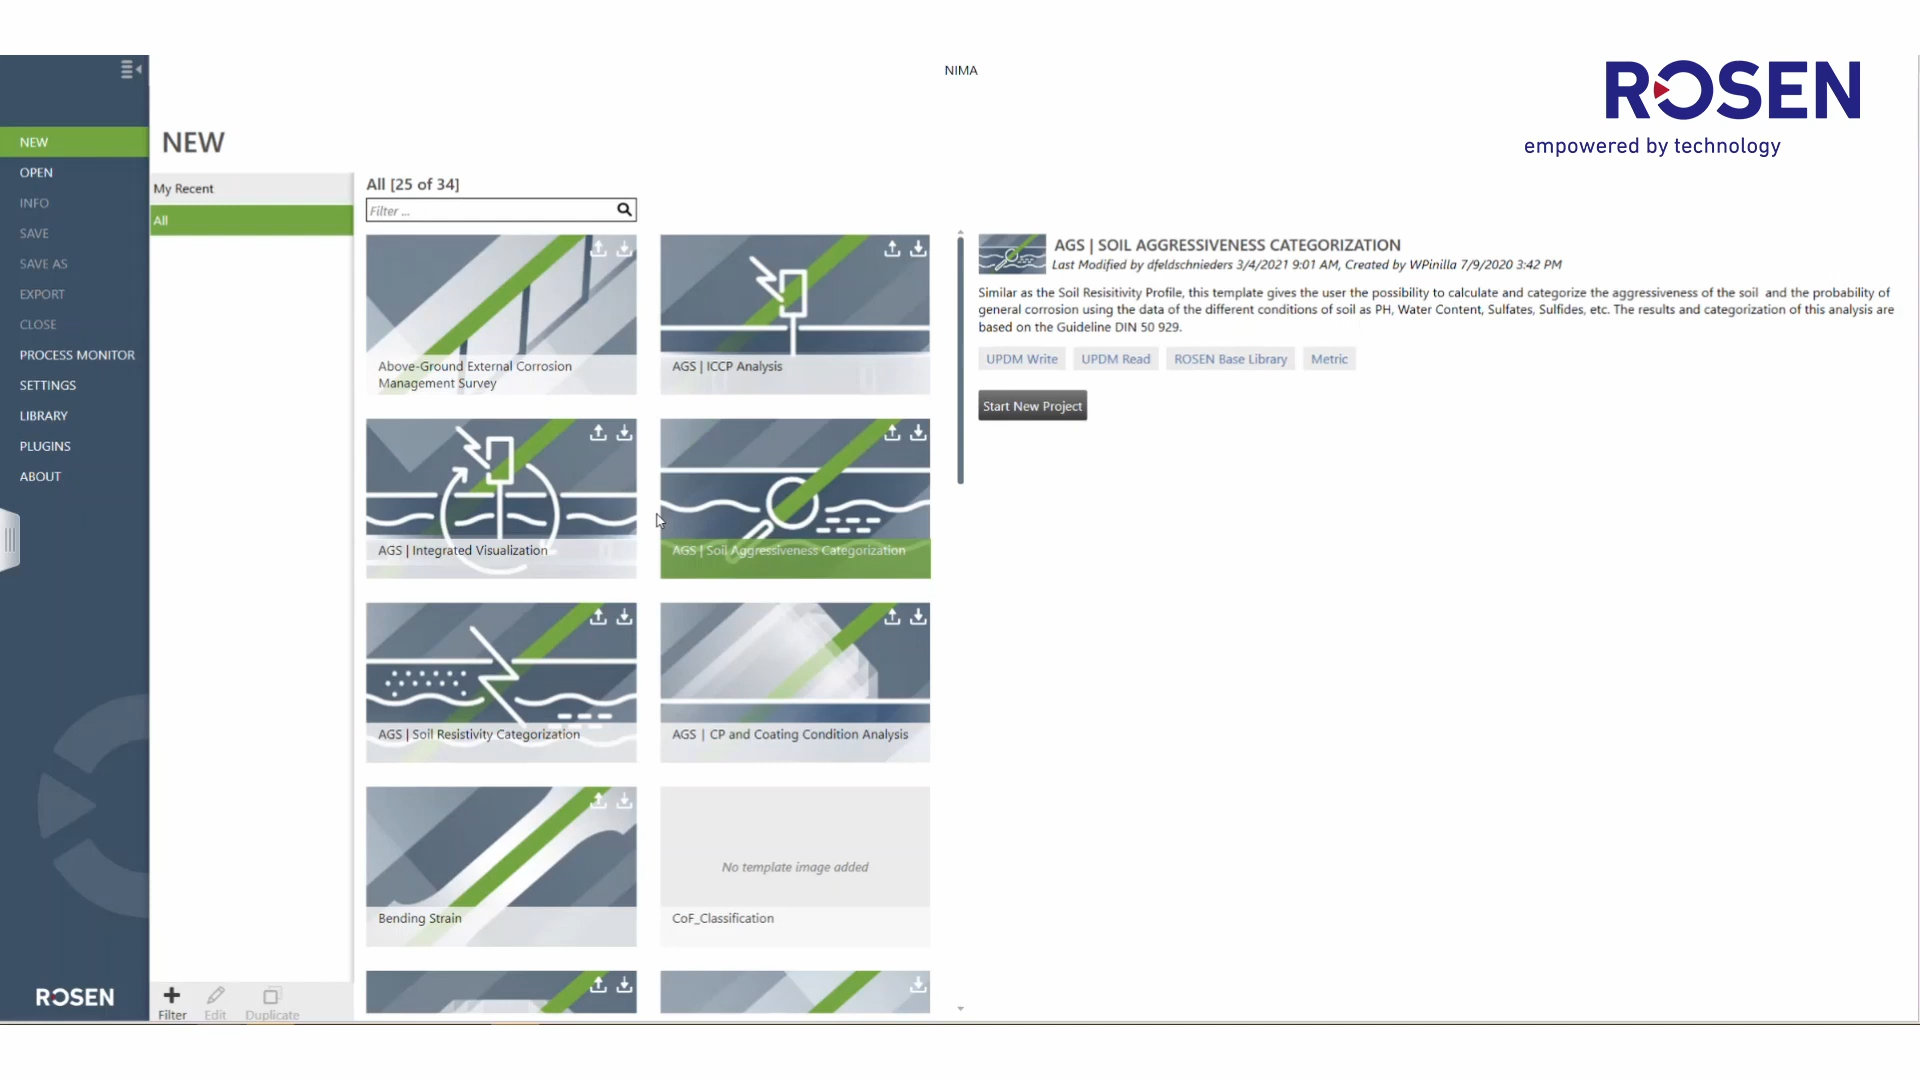 NIMA
ROSEN
empowered by technology
NEW
OPEN
INFO
SAVE
SAVE AS
EXPORT
CLOSE
PROCESS MONITOR
SETTINGS
LIBRARY
PLUGINS
ABOUT
ROSEN
NEW
My Recent
All
Filter
Edit
Duplicate
All [25 of 34]
Filter ...
Above-Ground External Corrosion
Management Survey
AGS | ICCP Analysis
AGS | Integrated Visualization
AGS | Soil Aggressiveness Categorization
AGS | Soil Resistivity Categorization
AGS | CP and Coating Condition Analysis
Bending Strain
No template image added
CoF_Classification
AGS | SOIL AGGRESSIVENESS CATEGORIZATION
Last Modified by dfeldschnieders 3/4/2021 9:01 AM, Created by WPinilla 7/9/2020 3:42 PM
Similar as the Soil Resisitivity Profile, this template gives the user the possibility to calculate and categorize the aggressiveness of the soil and the probability of
general corrosion using the data of the different conditions of soil as PH, Water Content, Sulfates, Sulfides, etc. The results and categorization of this analysis are
based on the Guideline DIN 50 929.
UPDM Write
UPDM Read
ROSEN Base Library
Metric
Start New Project